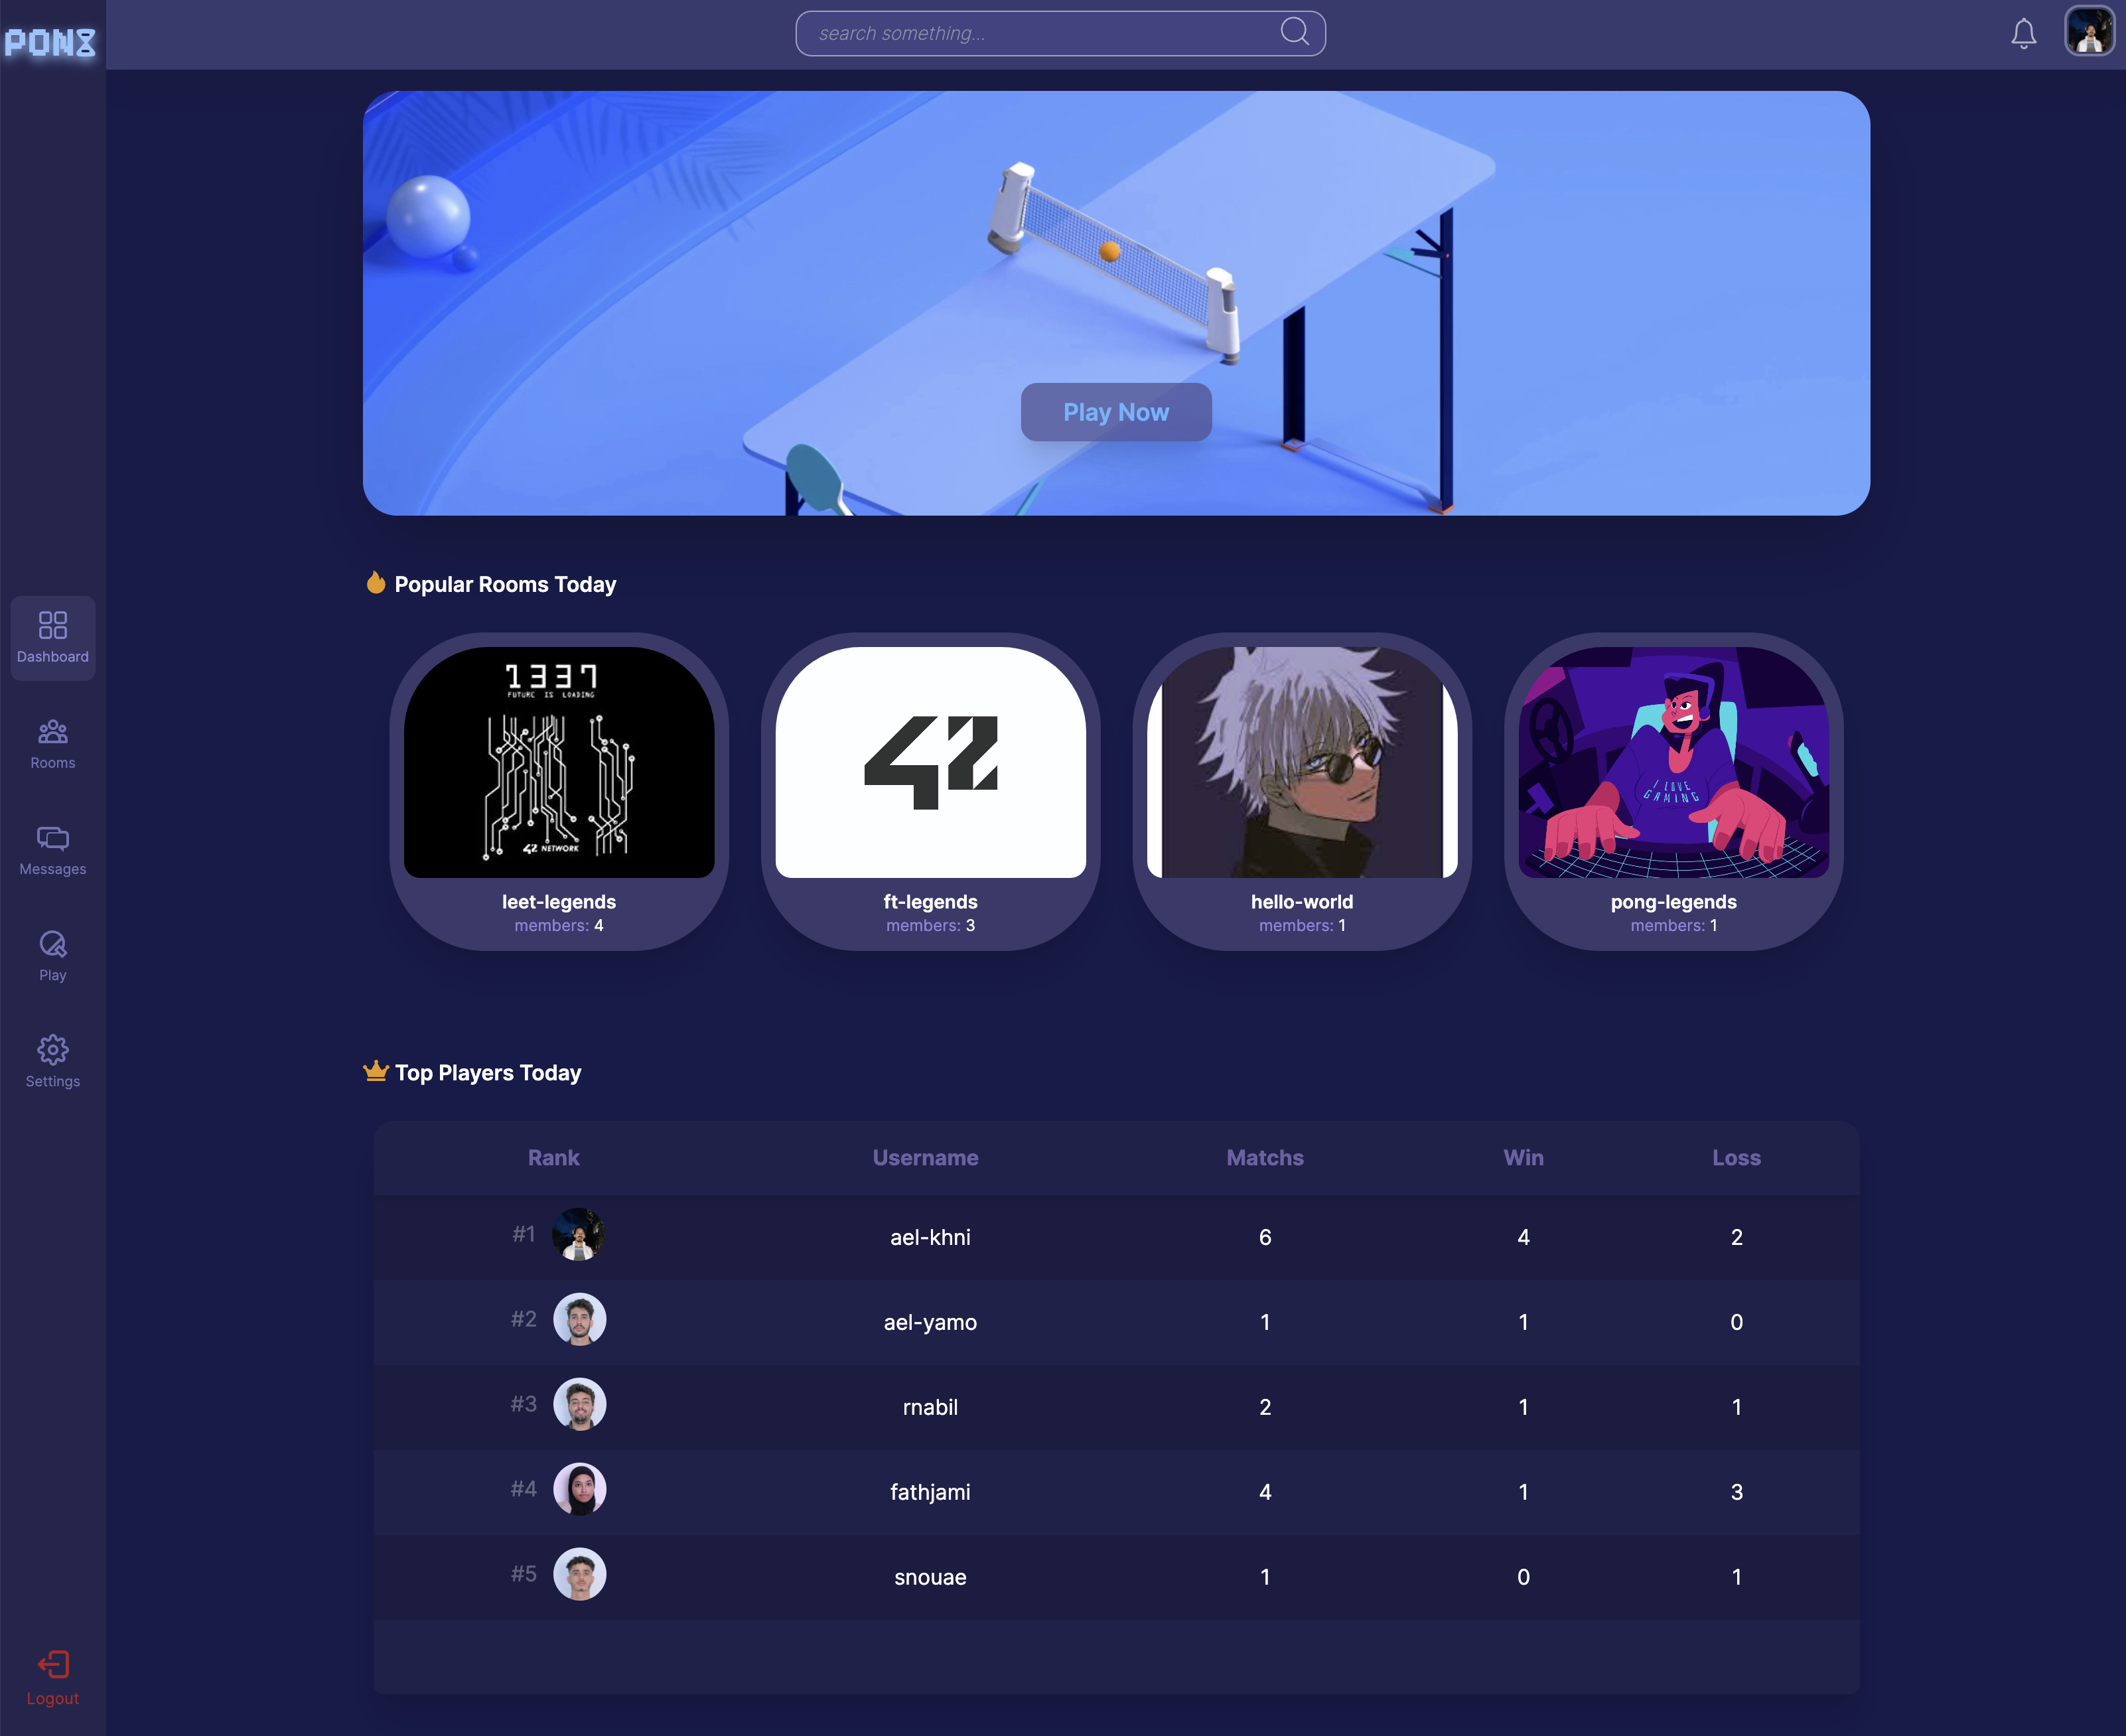 PONG
search something...
Play Now
Popular Rooms Today
Dashboard
Rooms
Messages
Play
Settings
Logout
1337
FUTURE IS LOADING
42 NETWORK
leet-legends
members: 4
42
ft-legends
members: 3
hello-world
members: 1
I LOVE
GAMING
pong-legends
members: 1
Top Players Today
Rank Username Matchs Win Loss
#1 ael-khni 6 4 2
#2 ael-yamo 1 1 0
#3 rnabil 2 1 1
#4 fathjami 4 1 3
#5 snouae 1 0 1